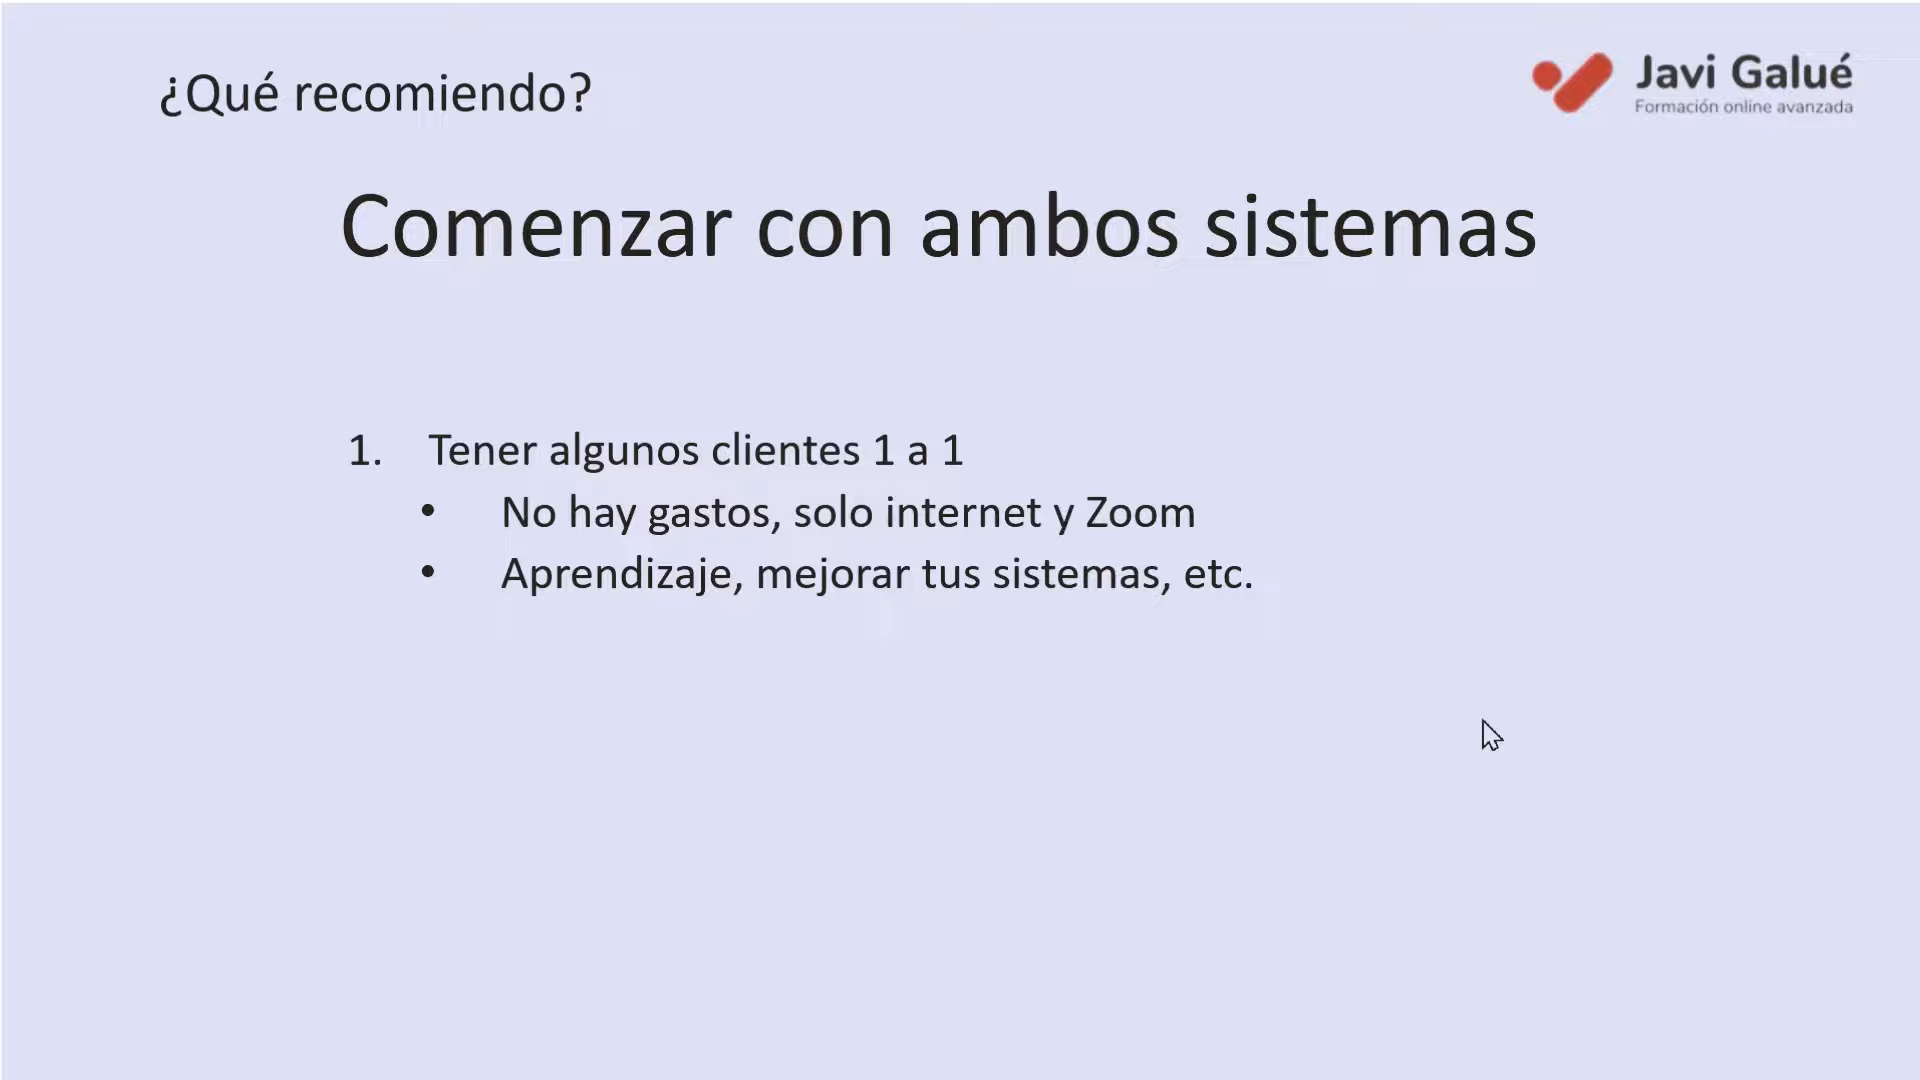 ¿Qué recomiendo?
Javi Galué
Formación online avanzada
Comenzar con ambos sistemas
1. Tener algunos clientes 1 a 1
• No hay gastos, solo internet y Zoom
• Aprendizaje, mejorar tus sistemas, etc.